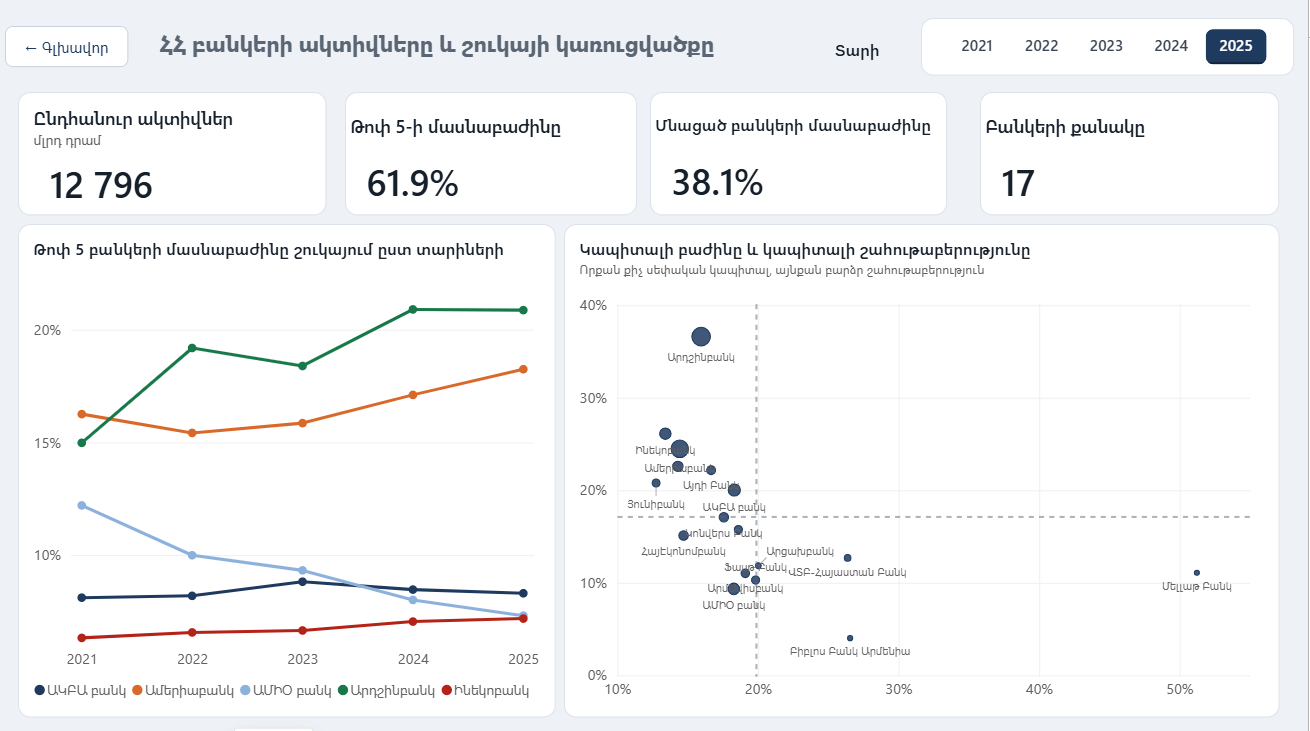 ← Գլխավոր
ՀՀ բանկերի ակտիվները և շուկայի կառուցվածքը
Տարի
2021 2022 2023 2024 2025
Ընդհանուր ակտիվներ
մլրդ դրամ
12 796
Թոփ 5-ի մասնաբաժինը
61.9%
Մնացած բանկերի մասնաբաժինը
38.1%
Բանկերի քանակը
17
Թոփ 5 բանկերի մասնաբաժինը շուկայում ըստ տարիների
20%
15%
10%
2021 2022 2023 2024 2025
ԱԿԲԱ բանկ Ամերիաբանկ ԱՄԻՕ բանկ Արդշինբանկ Ինեկոբանկ
Կապիտալի բաժինը և կապիտալի շահութաբերությունը
Որքան քիչ սեփական կապիտալ, այնքան բարձր շահութաբերություն
40%
Արդշինբանկ
30%
Ինեկոբանկ
Ամերիաբանկ
Այդի Բանկ
20%
Յունիբանկ
ԱԿԲԱ բանկ
Կոնվերս Բանկ
ՀայԷկոնոմբանկ
Արցախբանկ
Ֆասթ Բանկ
ՎՏԲ-Հայաստան Բանկ
10%
Մելլաթ Բանկ
Արմսվիսբանկ
ԱՄԻՕ բանկ
Բիբլոս Բանկ Արմենիա
0%
10% 20% 30% 40% 50%